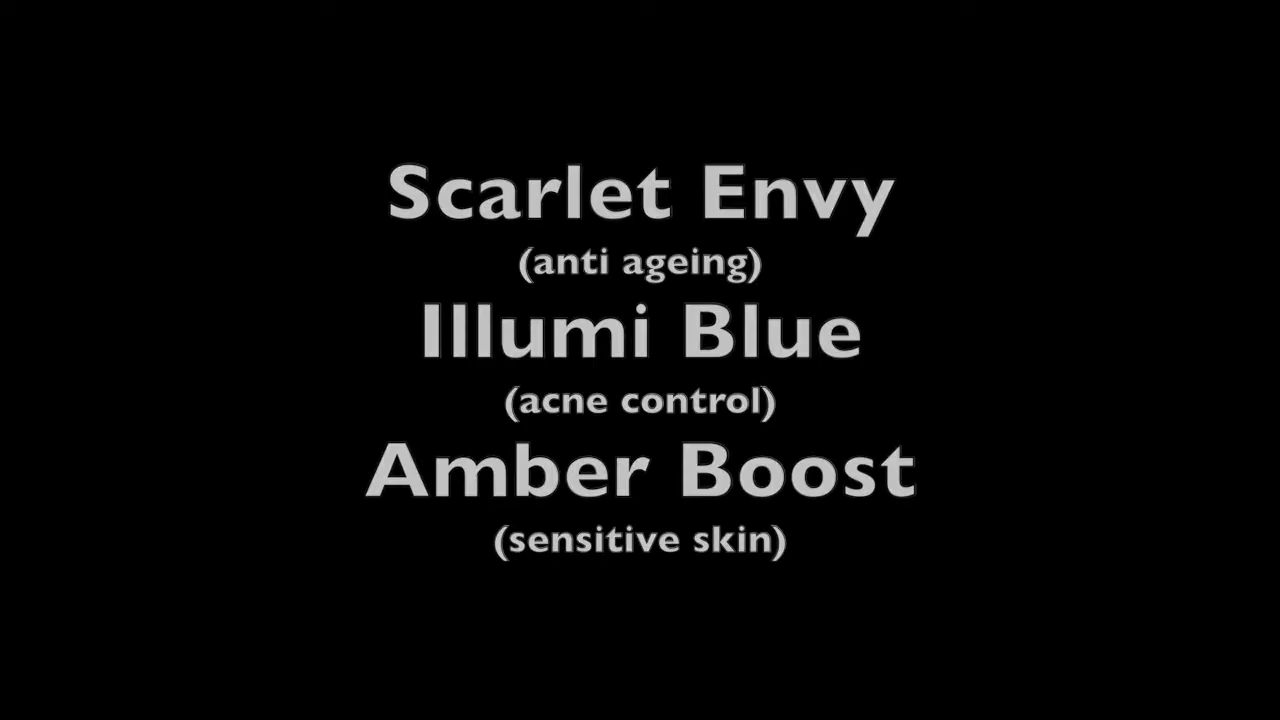 Scarlet Envy
(anti ageing)
Illumi Blue
(acne control)
Amber Boost
(sensitive skin)